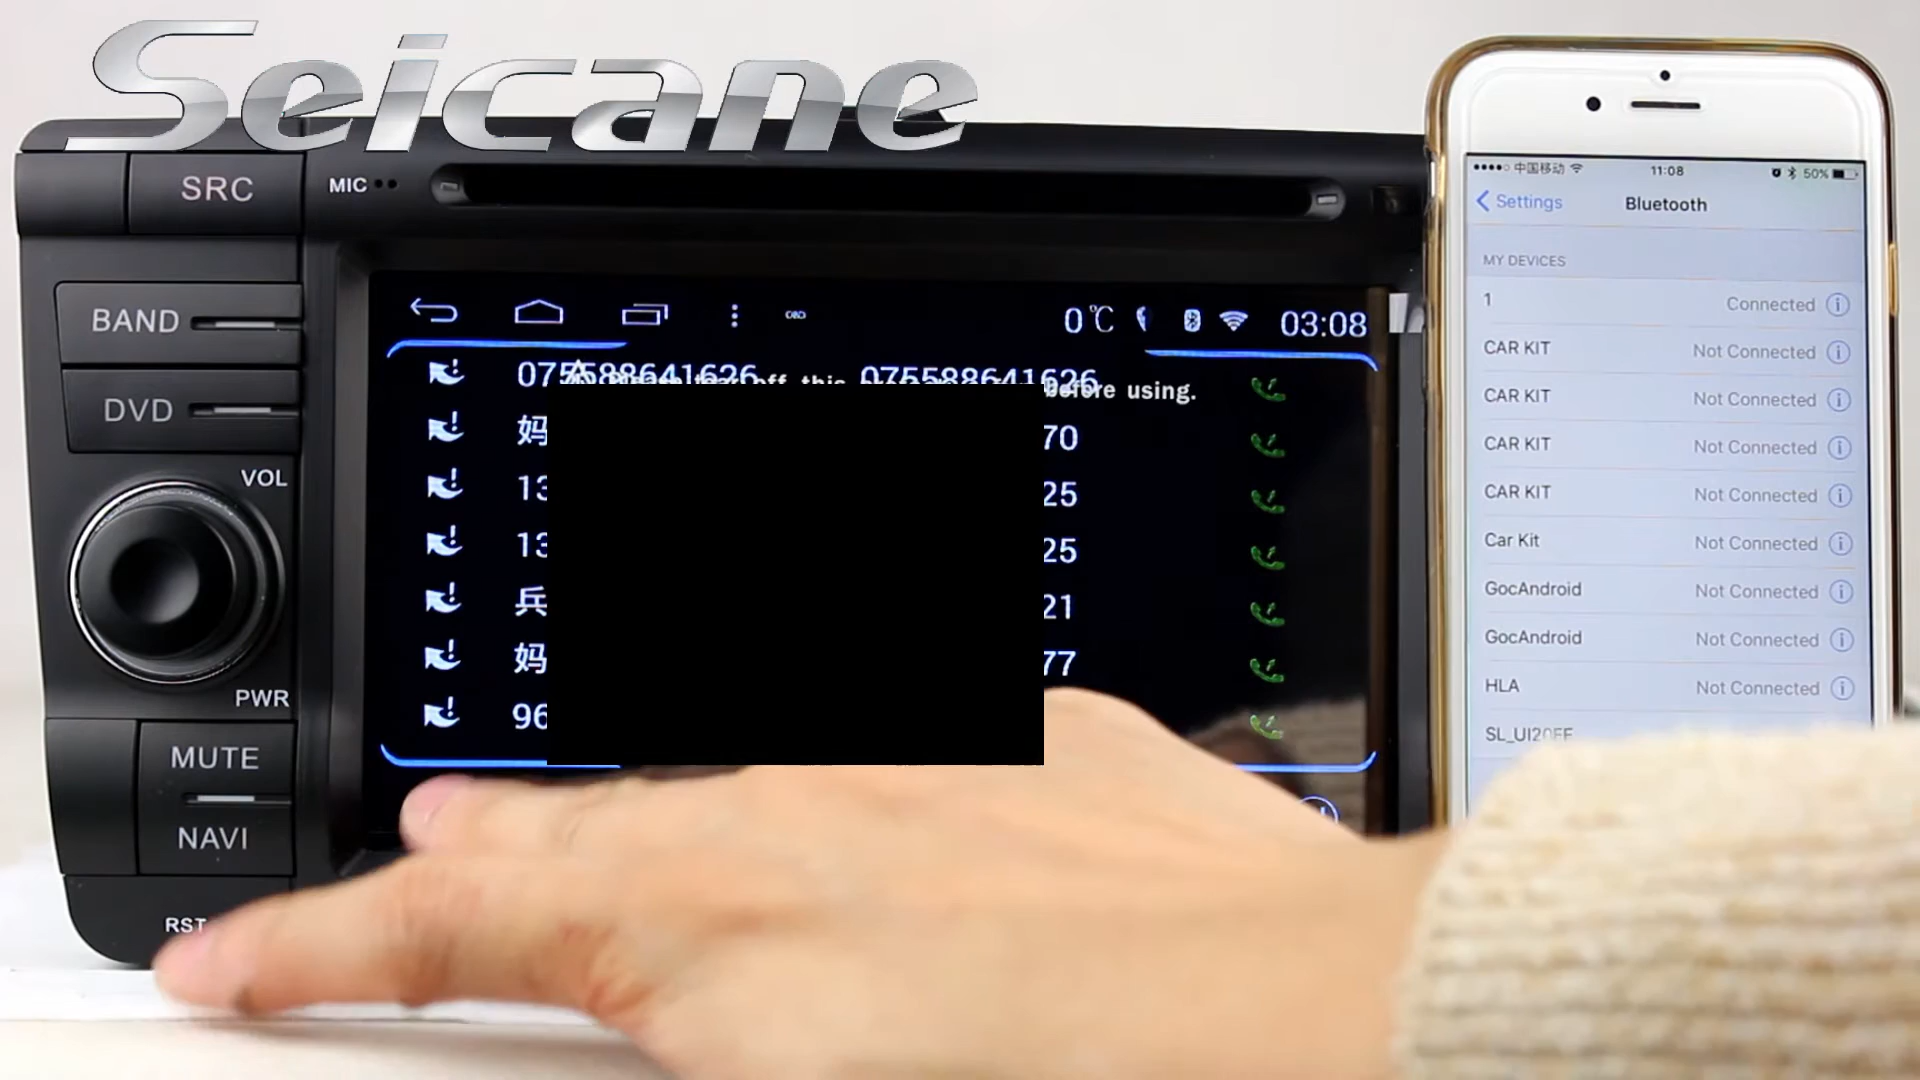 Seicane
SRC
MIC
BAND
DVD
VOL
PWR
MUTE
NAVI
RST
0°C
03:08
075588641626 075588641626
before using.
妈 70
13 25
13 25
兵 21
妈 77
96
中国移动 11:08 50%
Settings Bluetooth
MY DEVICES
1 Connected
CAR KIT Not Connected
CAR KIT Not Connected
CAR KIT Not Connected
CAR KIT Not Connected
Car Kit Not Connected
GocAndroid Not Connected
GocAndroid Not Connected
HLA Not Connected